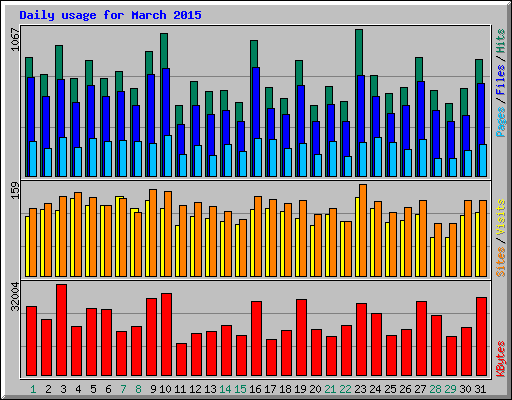 Daily usage for March 2015
1067
Pages / Files / Hits
159
Sites / Visits
32004
KBytes
1 2 3 4 5 6 7 8 9 10 11 12 13 14 15 16 17 18 19 20 21 22 23 24 25 26 27 28 29 30 31